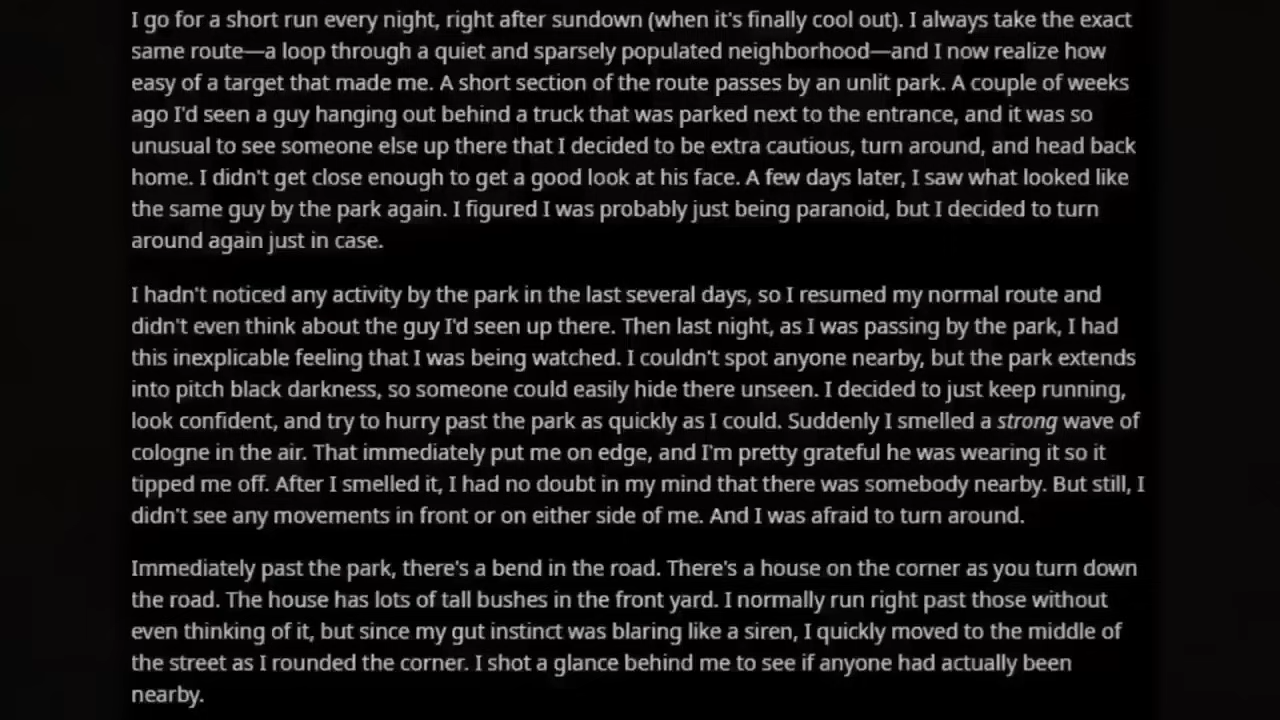 I go for a short run every night, right after sundown (when it's finally cool out). I always take the exact
same route—a loop through a quiet and sparsely populated neighborhood—and I now realize how
easy of a target that made me. A short section of the route passes by an unlit park. A couple of weeks
ago I'd seen a guy hanging out behind a truck that was parked next to the entrance, and it was so
unusual to see someone else up there that I decided to be extra cautious, turn around, and head back
home. I didn't get close enough to get a good look at his face. A few days later, I saw what looked like
the same guy by the park again. I figured I was probably just being paranoid, but I decided to turn
around again just in case.
I hadn't noticed any activity by the park in the last several days, so I resumed my normal route and
didn't even think about the guy I'd seen up there. Then last night, as I was passing by the park, I had
this inexplicable feeling that I was being watched. I couldn't spot anyone nearby, but the park extends
into pitch black darkness, so someone could easily hide there unseen. I decided to just keep running,
look confident, and try to hurry past the park as quickly as I could. Suddenly I smelled a strong wave of
cologne in the air. That immediately put me on edge, and I'm pretty grateful he was wearing it so it
tipped me off. After I smelled it, I had no doubt in my mind that there was somebody nearby. But still, I
didn't see any movements in front or on either side of me. And I was afraid to turn around.
Immediately past the park, there's a bend in the road. There's a house on the corner as you turn down
the road. The house has lots of tall bushes in the front yard. I normally run right past those without
even thinking of it, but since my gut instinct was blaring like a siren, I quickly moved to the middle of
the street as I rounded the corner. I shot a glance behind me to see if anyone had actually been
nearby.